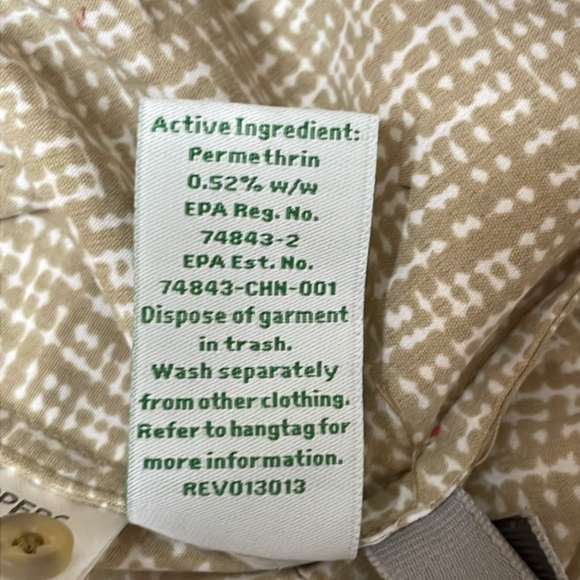 Active Ingredient:
Permethrin
0.52% w/w
EPA Reg. No.
74843-2
EPA Est. No.
74843-CHN-001
Dispose of garment
in trash.
Wash separately
from other clothing.
Refer to hangtag for
more information.
REV013013